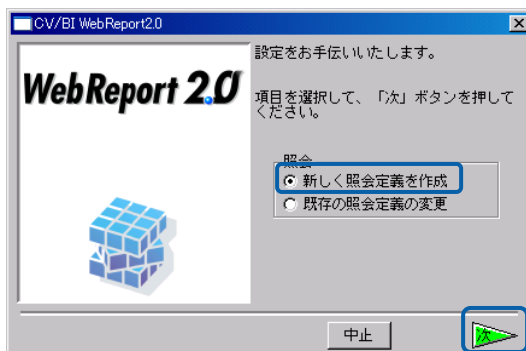 CV/BI WebReport2.0
設定をお手伝いいたします。
WebReport 2.0
項目を選択して、「次」ボタンを押して
ください。
照会
新しく照会定義を作成
既存の照会定義の変更
中止
次